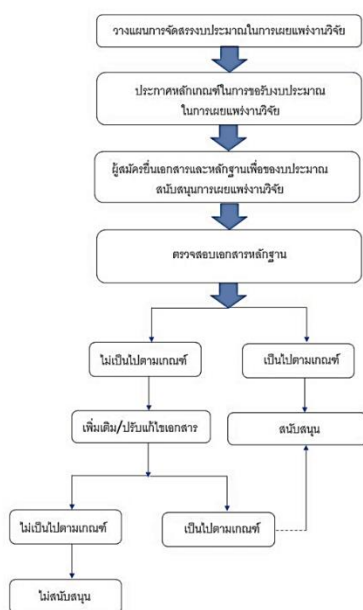 วางแผนการจัดสรรงบประมาณในการเผยแพร่งานวิจัย
ประกาศหลักเกณฑ์ในการขอรับงบประมาณ
ในการเผยแพร่งานวิจัย
ผู้สมัครยื่นเอกสารและหลักฐานเพื่อของบประมาณ
สนับสนุนการเผยแพร่งานวิจัย
ตรวจสอบเอกสารหลักฐาน
ไม่เป็นไปตามเกณฑ์
เป็นไปตามเกณฑ์
เพิ่มเติม/ปรับแก้ไขเอกสาร
สนับสนุน
ไม่เป็นไปตามเกณฑ์
เป็นไปตามเกณฑ์
ไม่สนับสนุน